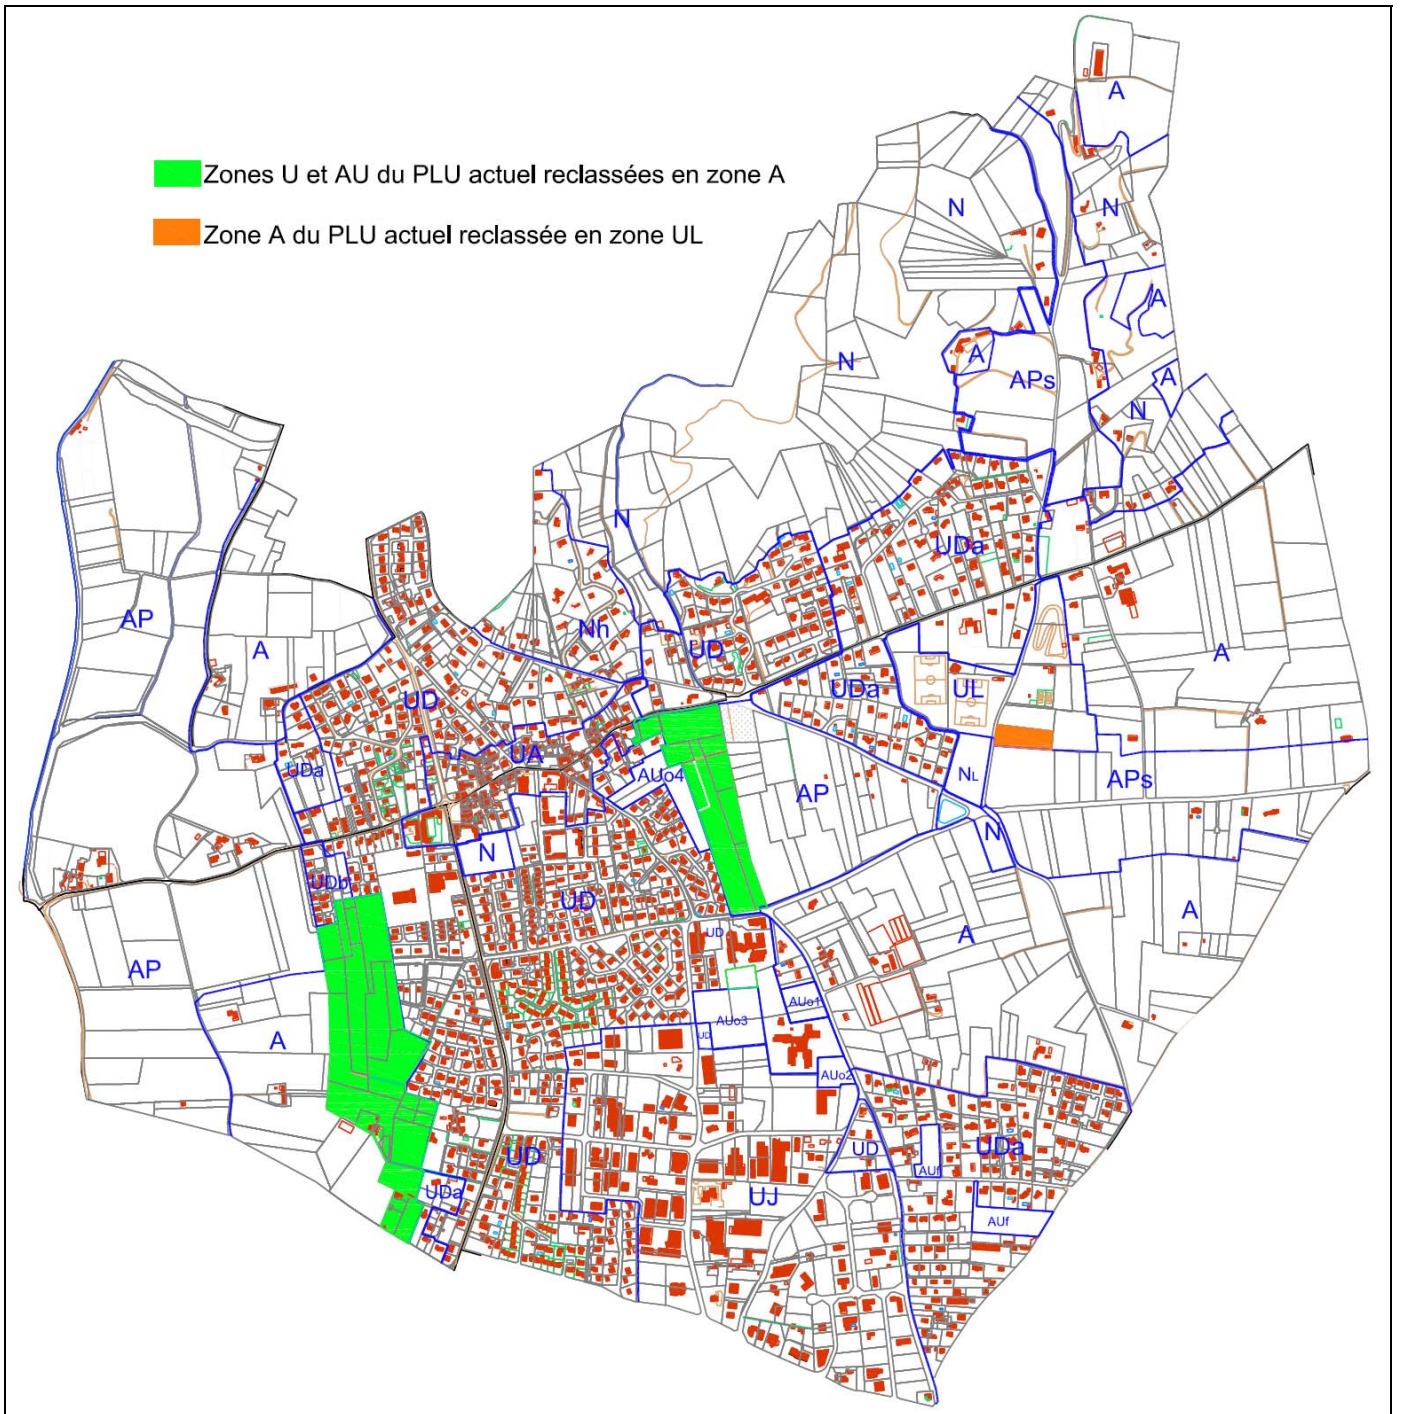 A
Zones U et AU du PLU actuel reclassées en zone A
N
N
Zone A du PLU actuel reclassée en zone UL
A
N
A
APs
A
N
N
UDa
AP
Nh
A
UD
A
UD
UDa
UL
UA
UDa
AUo4
NL
APs
AP
N
N
UDb
UD
A
UD
A
AP
AUo1
AUo3
UD
A
AUo2
UD
UDa
UD
AUf
UDa
UJ
AUf